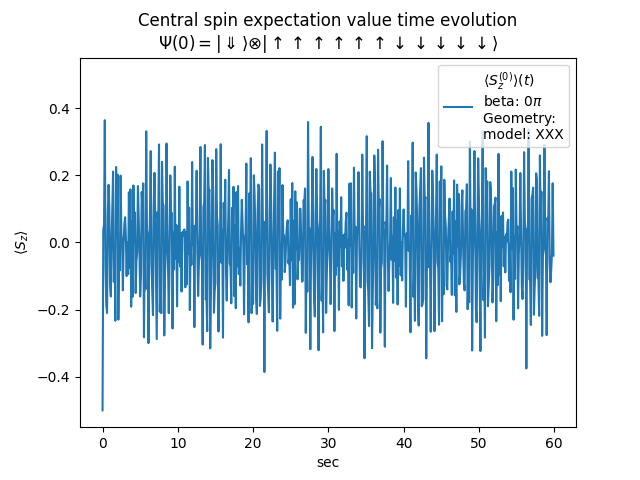 Central spin expectation value time evolution
Ψ(0) = | ⇓ ⟩⊗| ↑ ↑ ↑ ↑ ↑ ↑ ↓ ↓ ↓ ↓ ↓ ⟩
⟨S_z^{(0)}⟩(t)
beta: 0π
Geometry:
model: XXX
0.4
0.2
0.0
−0.2
−0.4
⟨S_z⟩
0 10 20 30 40 50 60
sec